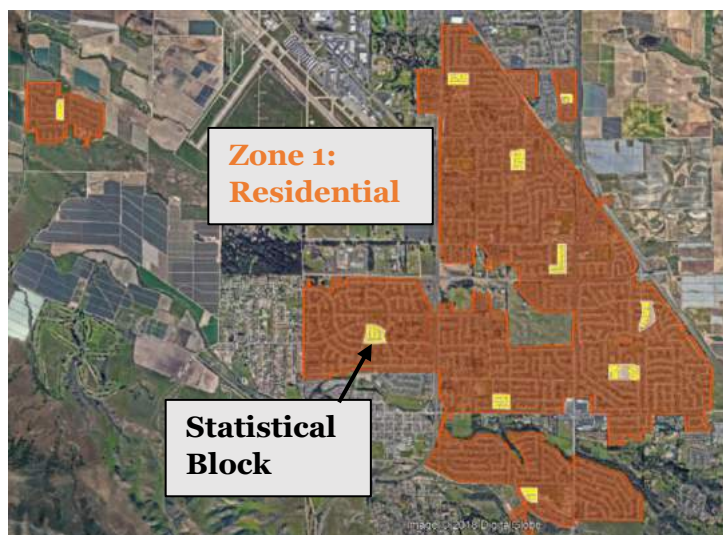 Zone 1:
Residential
Statistical
Block
Image © 2018 DigitalGlobe